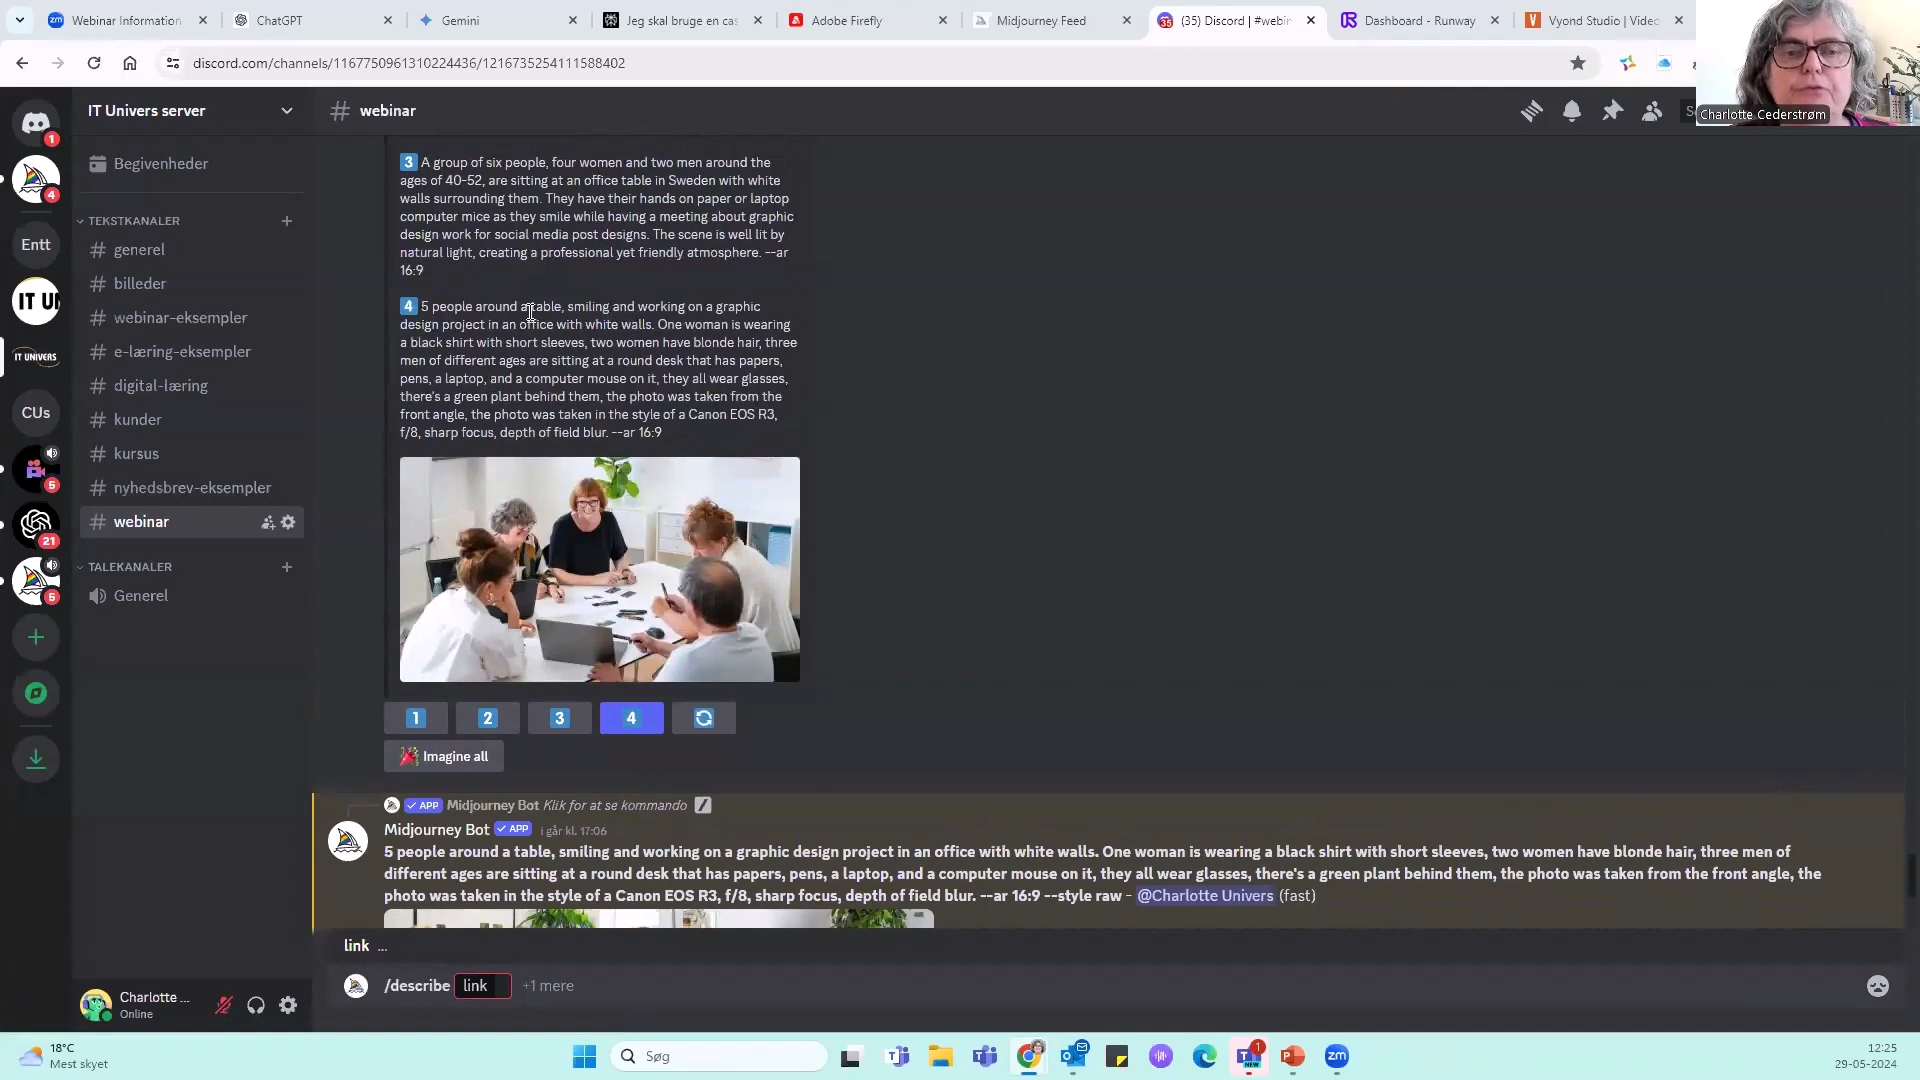 Webinar Information
ChatGPT
Gemini
Jeg skal bruge en cas
Adobe Firefly
Midjourney Feed
(35) Discord | #webin
Dashboard - Runway
Vyond Studio | Video
discord.com/channels/1167750961310224436/1216735254111588402
Charlotte Cederstrøm
IT Univers server
# webinar
Begivenheder
TEKSTKANALER
generel
billeder
webinar-eksempler
e-læring-eksempler
digital-læring
kunder
kursus
nyhedsbrev-eksempler
webinar
TALEKANALER
Generel
1
4
Entt
IT UI
IT UNIVERS
CUs
5
21
5
3 A group of six people, four women and two men around the
ages of 40-52, are sitting at an office table in Sweden with white
walls surrounding them. They have their hands on paper or laptop
computer mice as they smile while having a meeting about graphic
design work for social media post designs. The scene is well lit by
natural light, creating a professional yet friendly atmosphere. --ar
16:9
4 5 people around a table, smiling and working on a graphic
design project in an office with white walls. One woman is wearing
a black shirt with short sleeves, two women have blonde hair, three
men of different ages are sitting at a round desk that has papers,
pens, a laptop, and a computer mouse on it, they all wear glasses,
there's a green plant behind them, the photo was taken from the
front angle, the photo was taken in the style of a Canon EOS R3,
f/8, sharp focus, depth of field blur. --ar 16:9
1 2 3 4
Imagine all
APP Midjourney Bot Klik for at se kommando
Midjourney Bot APP i går kl. 17:06
5 people around a table, smiling and working on a graphic design project in an office with white walls. One woman is wearing a black shirt with short sleeves, two women have blonde hair, three men of
different ages are sitting at a round desk that has papers, pens, a laptop, and a computer mouse on it, they all wear glasses, there's a green plant behind them, the photo was taken from the front angle, the
photo was taken in the style of a Canon EOS R3, f/8, sharp focus, depth of field blur. --ar 16:9 --style raw - @Charlotte Univers (fast)
link ...
/describe link +1 mere
Charlotte ...
Online
18°C
Mest skyet
Søg
12:25
29-05-2024